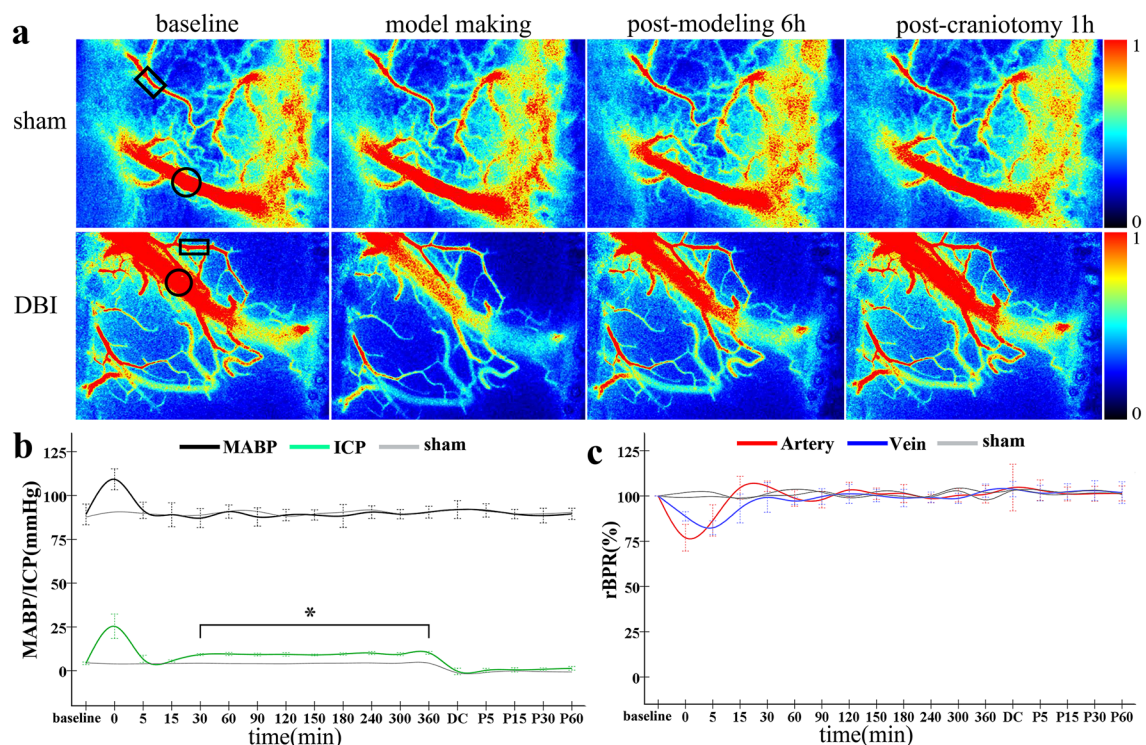 a
baseline model making post-modeling 6h post-craniotomy 1h
sham
1
0
DBI
1
0
b
MABP ICP sham
MABP/ICP(mmHg)
125
100
75
50
25
0
*
baseline 0 5 15 30 60 90 120 150 180 240 300 360 DC P5 P15 P30 P60
time(min)
c
Artery Vein sham
rBPR(%)
125
100
75
50
25
0
baseline 0 5 15 30 60 90 120 150 180 240 300 360 DC P5 P15 P30 P60
time(min)